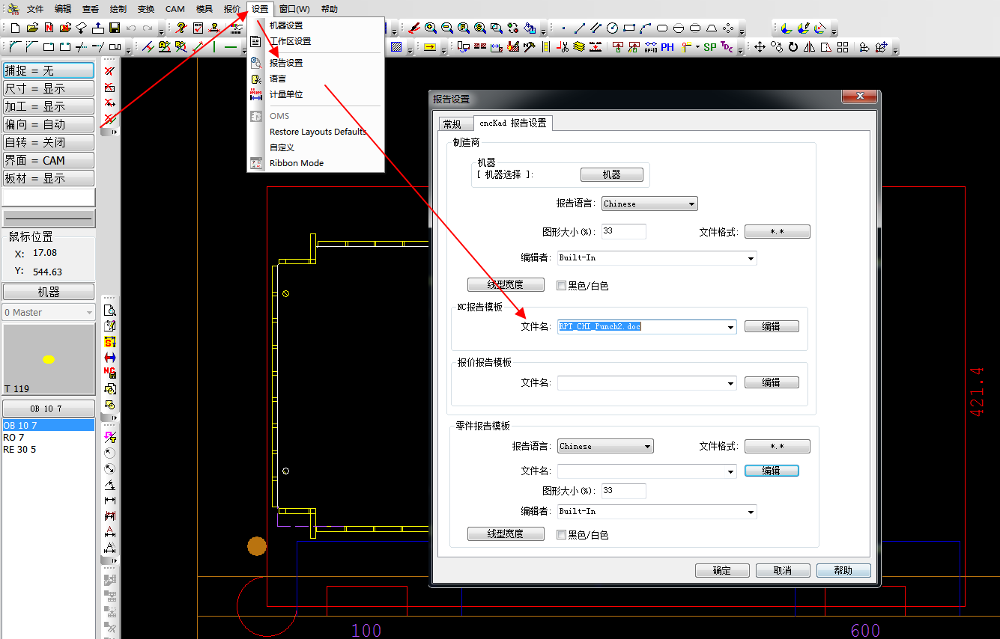 文件 编辑 查看 绘制 变换 CAM 模具 报价 设置 窗口(W) 帮助
机器设置
工作区设置
报告设置
语言
计量单位
OMS
Restore Layouts Defaults
自定义
Ribbon Mode
PH SP
捕捉 = 无
尺寸 = 显示
加工 = 显示
偏向 = 自动
自转 = 关闭
界面 = CAM
板材 = 显示
鼠标位置
X: 17.08
Y: 544.63
机器
0 Master
T 119
OB 10 7
OB 10 7
RO 7
RE 30 5
NC
报告设置
常规 cncKad 报告设置
制造商
机器
[ 机器选择 ]: 机器
报告语言: Chinese
图形大小(%): 33 文件格式: *.*
编辑者: Built-In
线型宽度 黑色/白色
NC报告模板
文件名: RPT_CHI_Punch2.doc 编辑
报价报告模板
文件名: 编辑
零件报告模板
报告语言: Chinese 文件格式: *.*
文件名: 编辑
图形大小(%): 33
编辑者: Built-In
线型宽度 黑色/白色
确定 取消 帮助
421.4
100 600